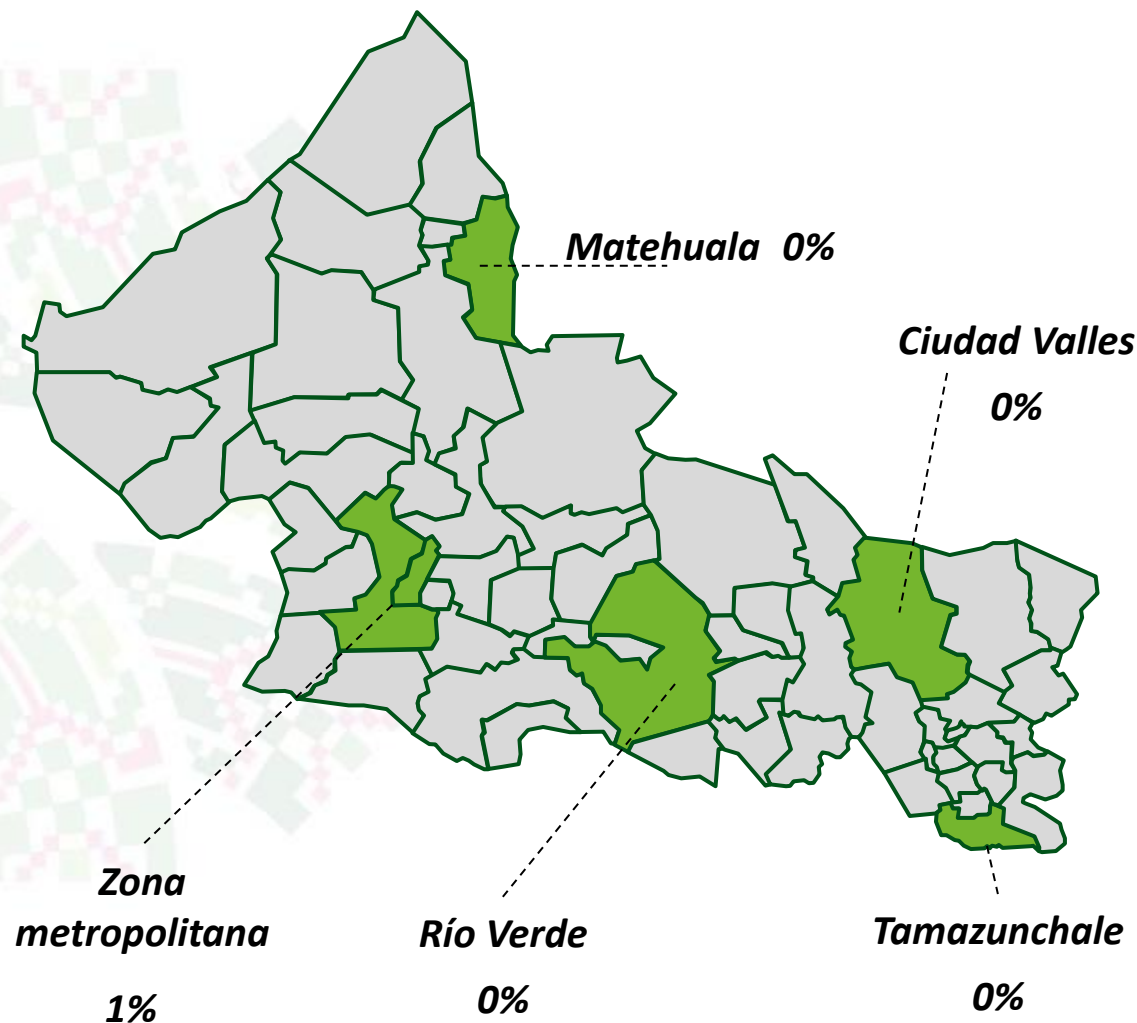 Matehuala 0%
Ciudad Valles
0%
Zona
metropolitana
1%
Río Verde
0%
Tamazunchale
0%